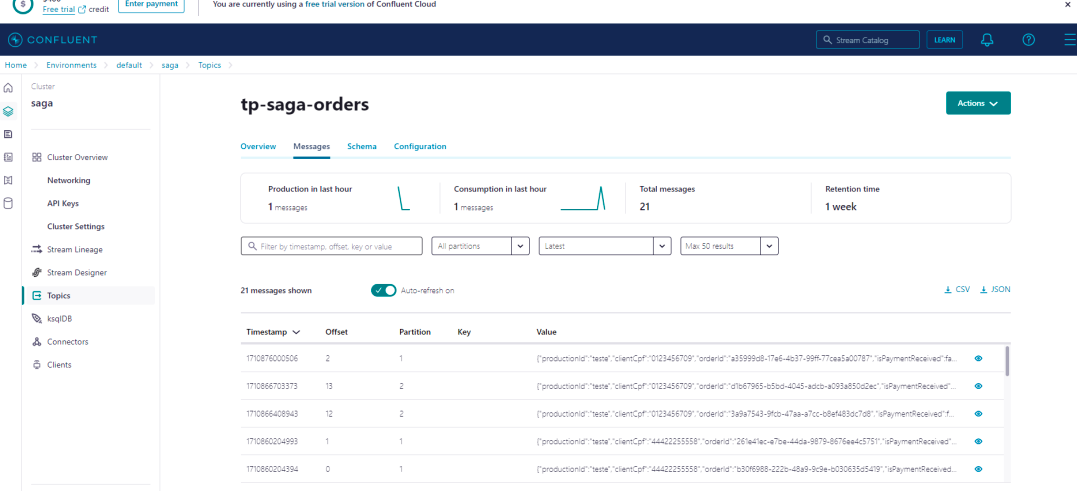 Free trial credit
Enter payment
You are currently using a free trial version of Confluent Cloud
CONFLUENT
Stream Catalog
LEARN
Home > Environments > default > saga > Topics >
Cluster
saga
Cluster Overview
Networking
API Keys
Cluster Settings
Stream Lineage
Stream Designer
Topics
ksqlDB
Connectors
Clients
tp-saga-orders
Actions
Overview Messages Schema Configuration
Production in last hour
1 messages
Consumption in last hour
1 messages
Total messages
21
Retention time
1 week
Filter by timestamp, offset, key or value
All partitions
Latest
Max 50 results
21 messages shown
Auto-refresh on
CSV JSON
Timestamp Offset Partition Key Value
1710876000506 2 1 {"productionId":"teste","clientCpf":"0123456709","orderId":"a35999d8-17e6-4b37-99ff-77cea5a00787","isPaymentReceived":fa...
1710866703373 13 2 {"productionId":"teste","clientCpf":"0123456709","orderId":"d1b67965-b5bd-4045-adcb-a093a850d2ec","isPaymentReceived"...
1710866408943 12 2 {"productionId":"teste","clientCpf":"0123456709","orderId":"3a9a7543-9fcb-47aa-a7cc-b8ef483dc7d8","isPaymentReceived":f...
1710860204993 1 1 {"productionId":"teste","clientCpf":"44422255558","orderId":"261e41ec-e7be-44da-9879-8676ee4c5751","isPaymentReceived"...
1710860204394 0 1 {"productionId":"teste","clientCpf":"44422255558","orderId":"b30f6988-222b-48a9-9c9e-b030635d5419","isPaymentReceived...